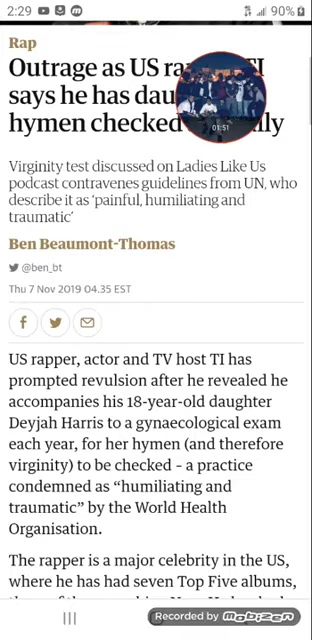 2:29
90%
Rap
Outrage as US ra TI
says he has dau
hymen checked lly
01:51
Virginity test discussed on Ladies Like Us
podcast contravenes guidelines from UN, who
describe it as ‘painful, humiliating and
traumatic’
Ben Beaumont-Thomas
@ben_bt
Thu 7 Nov 2019 04.35 EST
US rapper, actor and TV host TI has
prompted revulsion after he revealed he
accompanies his 18-year-old daughter
Deyjah Harris to a gynaecological exam
each year, for her hymen (and therefore
virginity) to be checked – a practice
condemned as “humiliating and
traumatic” by the World Health
Organisation.
The rapper is a major celebrity in the US,
where he has had seven Top Five albums,
Recorded by mobizen